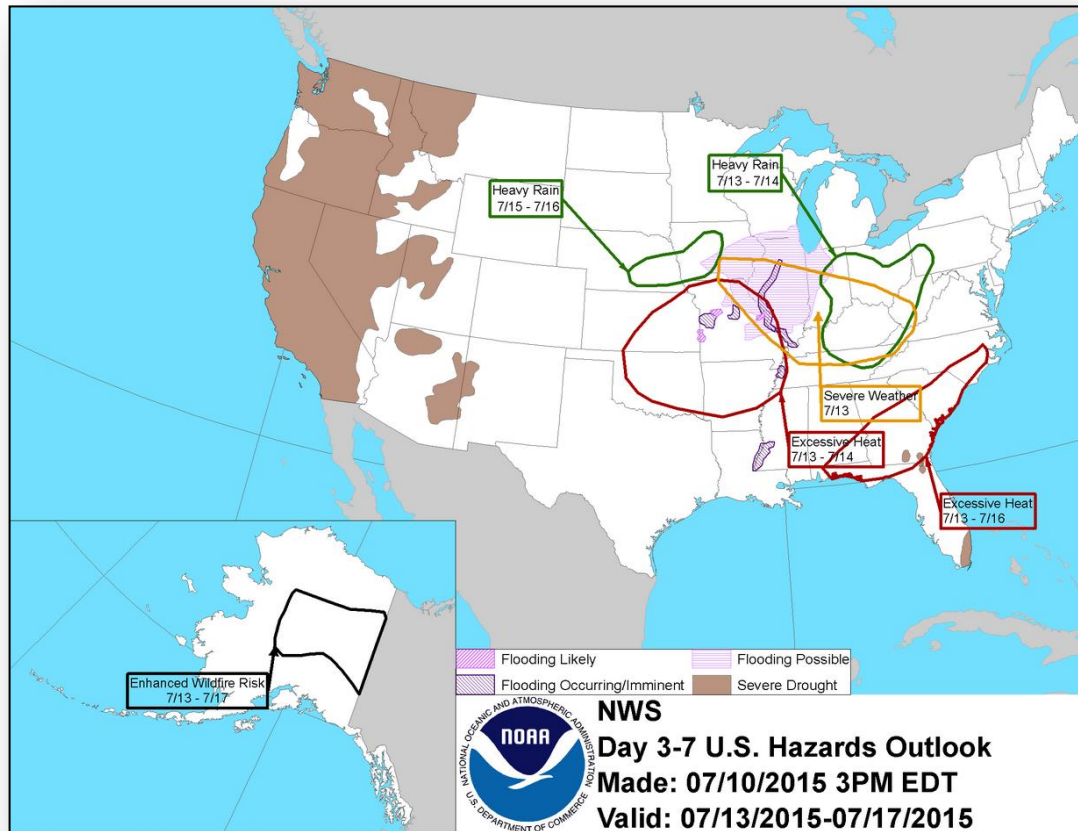 Heavy Rain
7/13 - 7/14
Heavy Rain
7/15 - 7/16
Severe Weather
7/13
Excessive Heat
7/13 - 7/14
Excessive Heat
7/13 - 7/16
Enhanced Wildfire Risk
7/13 - 7/17
Flooding Likely
Flooding Possible
Flooding Occurring/Imminent
Severe Drought
NATIONAL OCEANIC AND ATMOSPHERIC ADMINISTRATION
NOAA
U.S. DEPARTMENT OF COMMERCE
NWS
Day 3-7 U.S. Hazards Outlook
Made: 07/10/2015 3PM EDT
Valid: 07/13/2015-07/17/2015